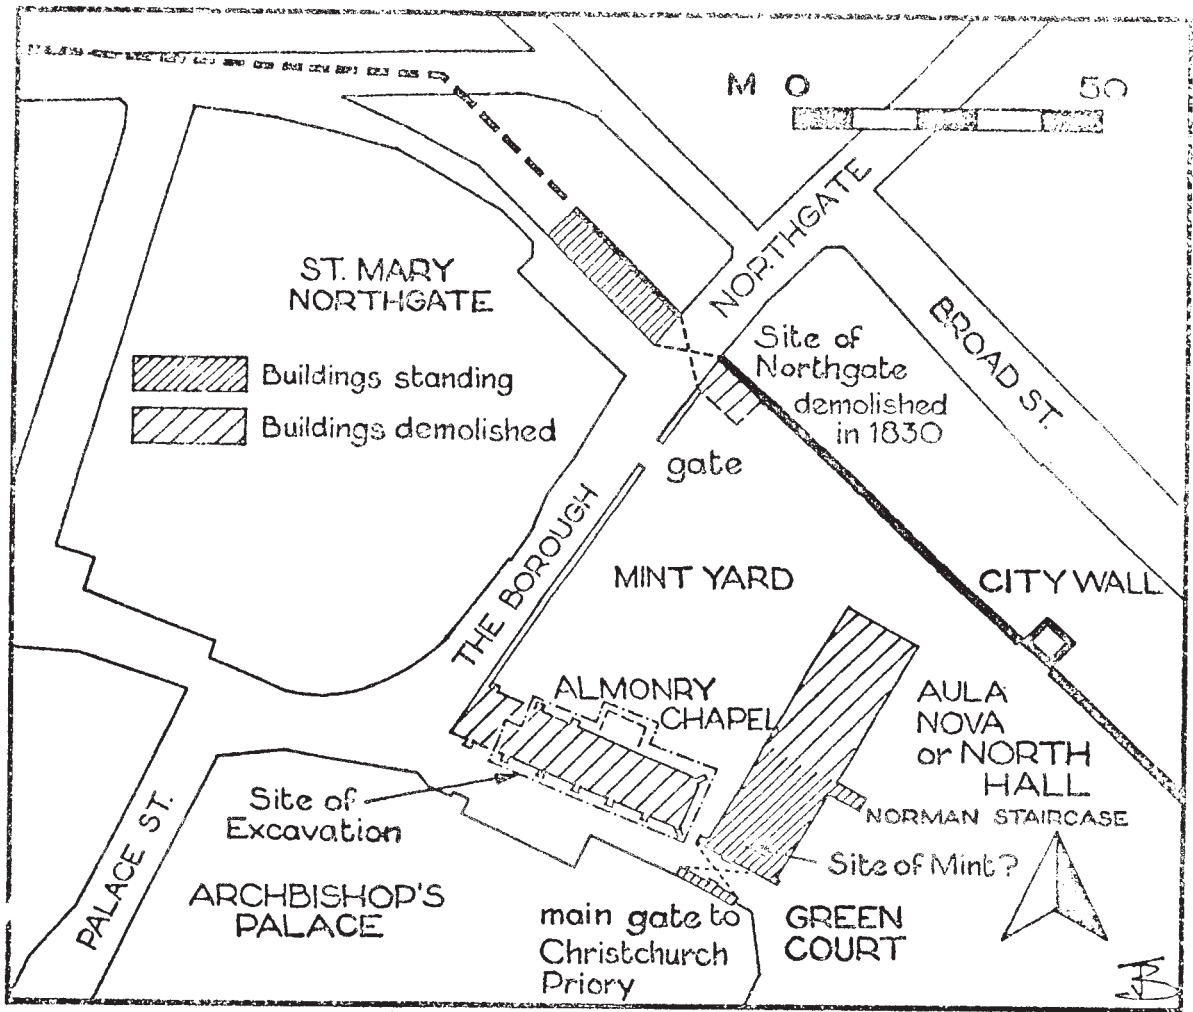 M 0 50
NORTHGATE
BROAD ST.
ST. MARY
NORTHGATE
Buildings standing
Buildings demolished
Site of
Northgate
demolished
in 1830
gate
THE BOROUGH
MINT YARD
CITY WALL
ALMONRY
CHAPEL
AULA
NOVA
or NORTH
HALL
NORMAN STAIRCASE
Site of
Excavation
Site of Mint?
PALACE ST.
ARCHBISHOP'S
PALACE
main gate to
Christchurch
Priory
GREEN
COURT